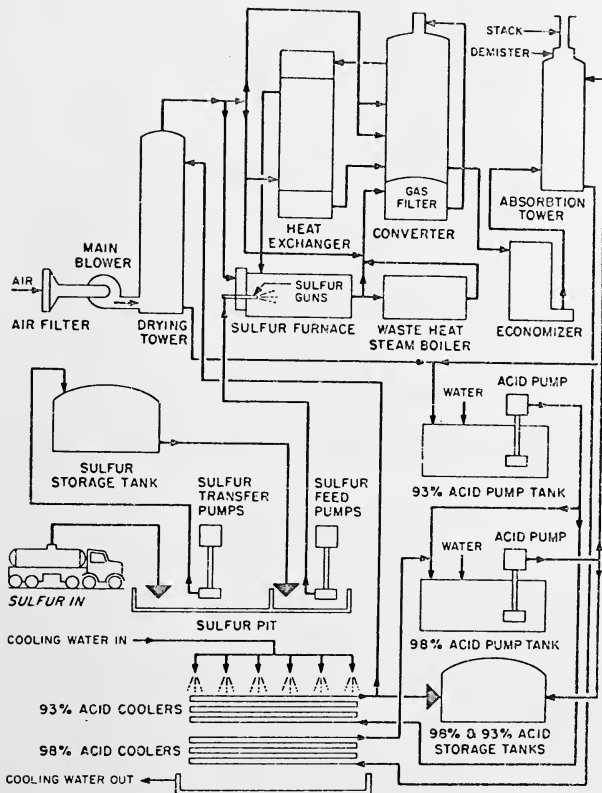 STACK
DEMISTER
GAS
FILTER
HEAT
EXCHANGER
CONVERTER
ABSORBTION
TOWER
MAIN
BLOWER
AIR
SULFUR
GUNS
AIR FILTER
DRYING
TOWER
SULFUR FURNACE
WASTE HEAT
STEAM BOILER
ECONOMIZER
WATER
ACID PUMP
SULFUR
STORAGE TANK
SULFUR
TRANSFER
PUMPS
SULFUR
FEED
PUMPS
93% ACID PUMP TANK
WATER
ACID PUMP
SULFUR IN
SULFUR PIT
98% ACID PUMP TANK
COOLING WATER IN
93% ACID COOLERS
98% & 93% ACID
STORAGE TANKS
98% ACID COOLERS
COOLING WATER OUT